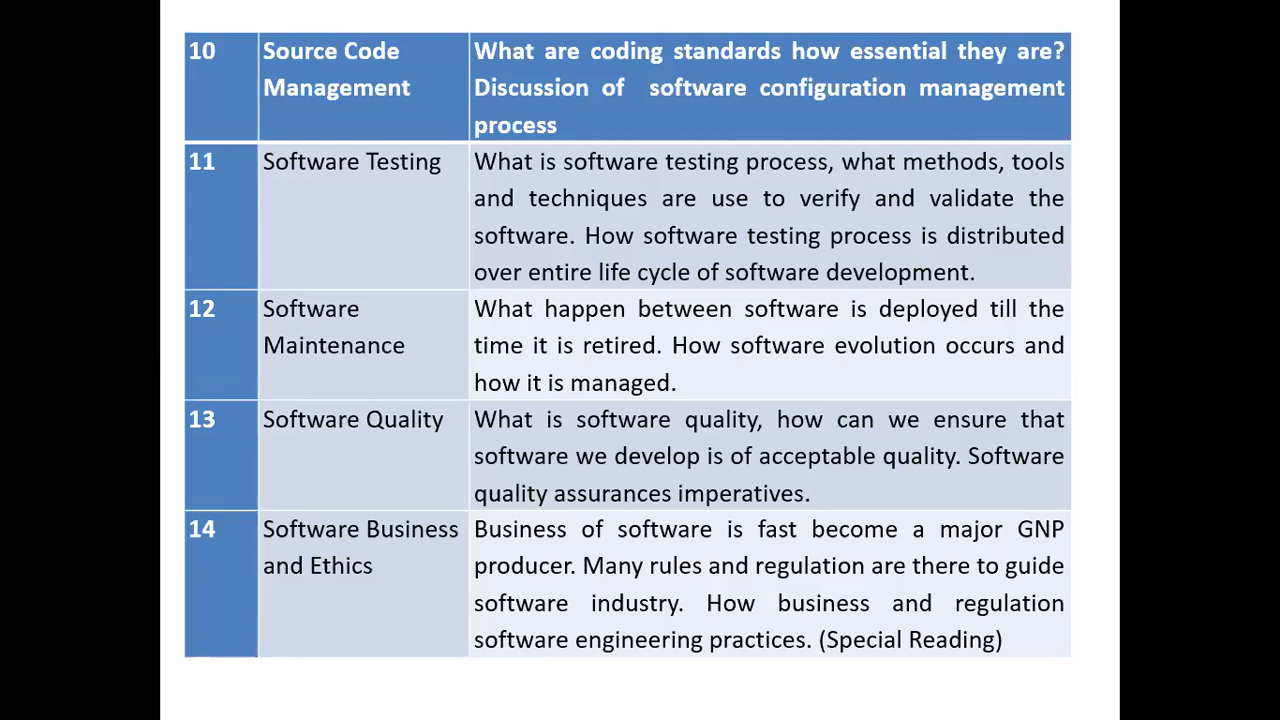 10 Source Code What are coding standards how essential they are?
Management Discussion of software configuration management
process
11 Software Testing What is software testing process, what methods, tools
and techniques are use to verify and validate the
software. How software testing process is distributed
over entire life cycle of software development.
12 Software What happen between software is deployed till the
Maintenance time it is retired. How software evolution occurs and
how it is managed.
13 Software Quality What is software quality, how can we ensure that
software we develop is of acceptable quality. Software
quality assurances imperatives.
14 Software Business Business of software is fast become a major GNP
and Ethics producer. Many rules and regulation are there to guide
software industry. How business and regulation
software engineering practices. (Special Reading)